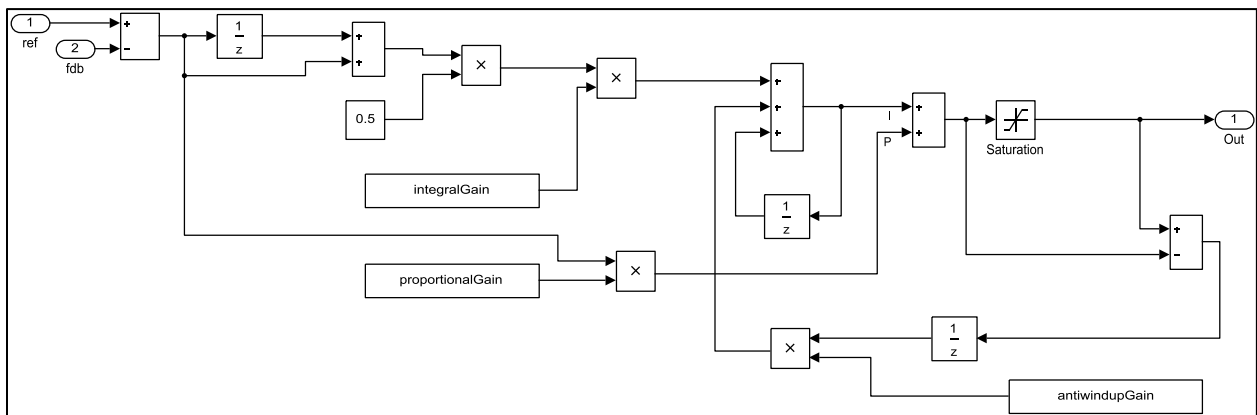 1
ref
2
fdb
+
−
1
z
+
+
×
0.5
×
integralGain
+
+
+
1
z
I
P
+
+
Saturation
1
Out
proportionalGain
×
+
−
×
1
z
antiwindupGain